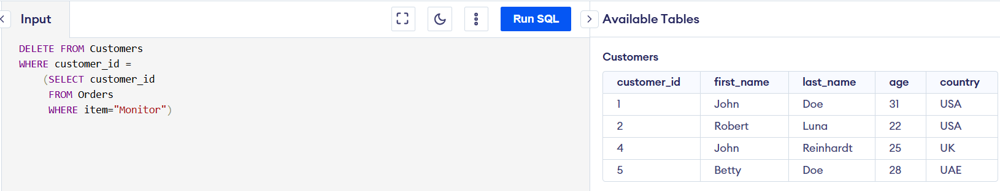 Input
Run SQL
DELETE FROM Customers
WHERE customer_id =
(SELECT customer_id
FROM Orders
WHERE item="Monitor")
Available Tables
Customers
customer_id first_name last_name age country
1 John Doe 31 USA
2 Robert Luna 22 USA
4 John Reinhardt 25 UK
5 Betty Doe 28 UAE